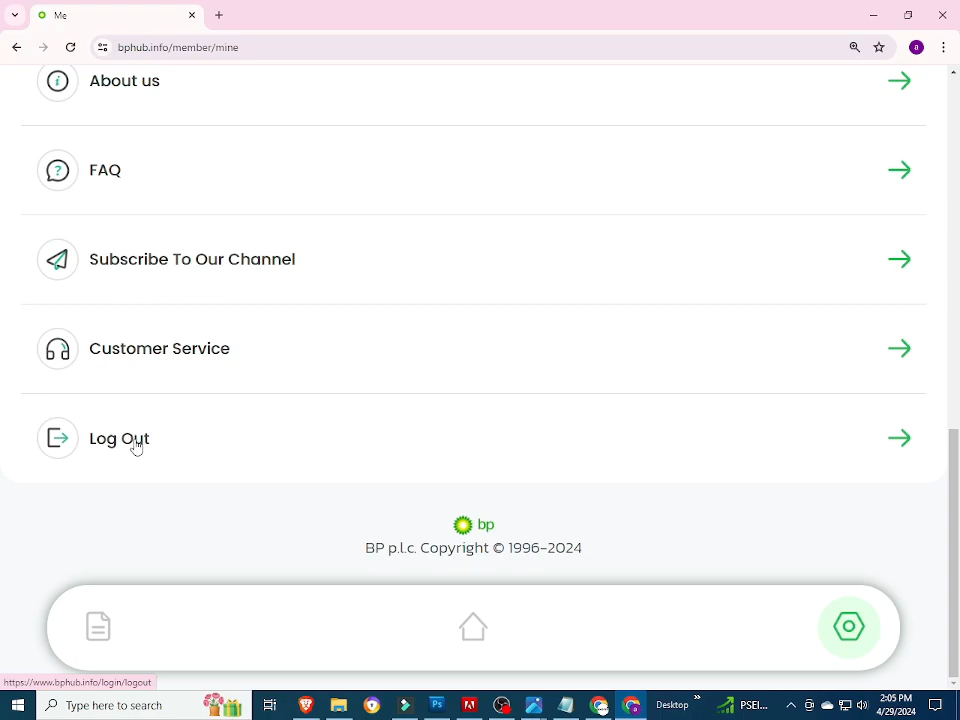 Me
bphub.info/member/mine
a
About us
FAQ
Subscribe To Our Channel
Customer Service
Log Out
bp
BP p.l.c. Copyright © 1996-2024
https://www.bphub.info/login/logout
Type here to search
Desktop
PSEI...
2:05 PM
4/29/2024